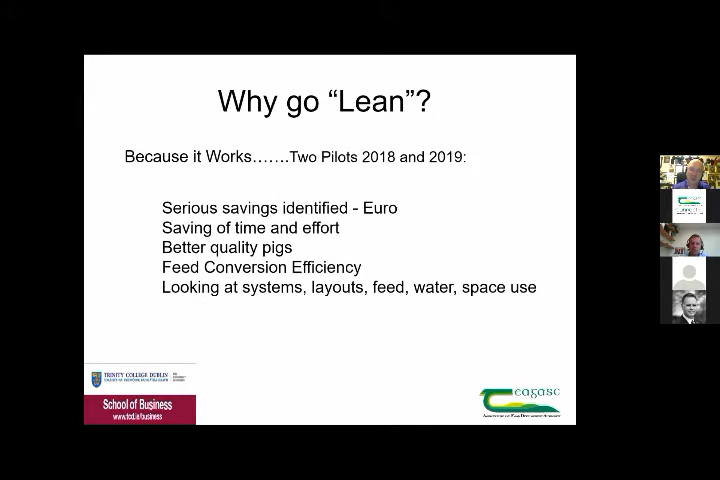 Why go “Lean”?
Because it Works.......Two Pilots 2018 and 2019:
Serious savings identified - Euro
Saving of time and effort
Better quality pigs
Feed Conversion Efficiency
Looking at systems, layouts, feed, water, space use
TRINITY COLLEGE DUBLIN
School of Business
www.tcd.ie/business
eagasc